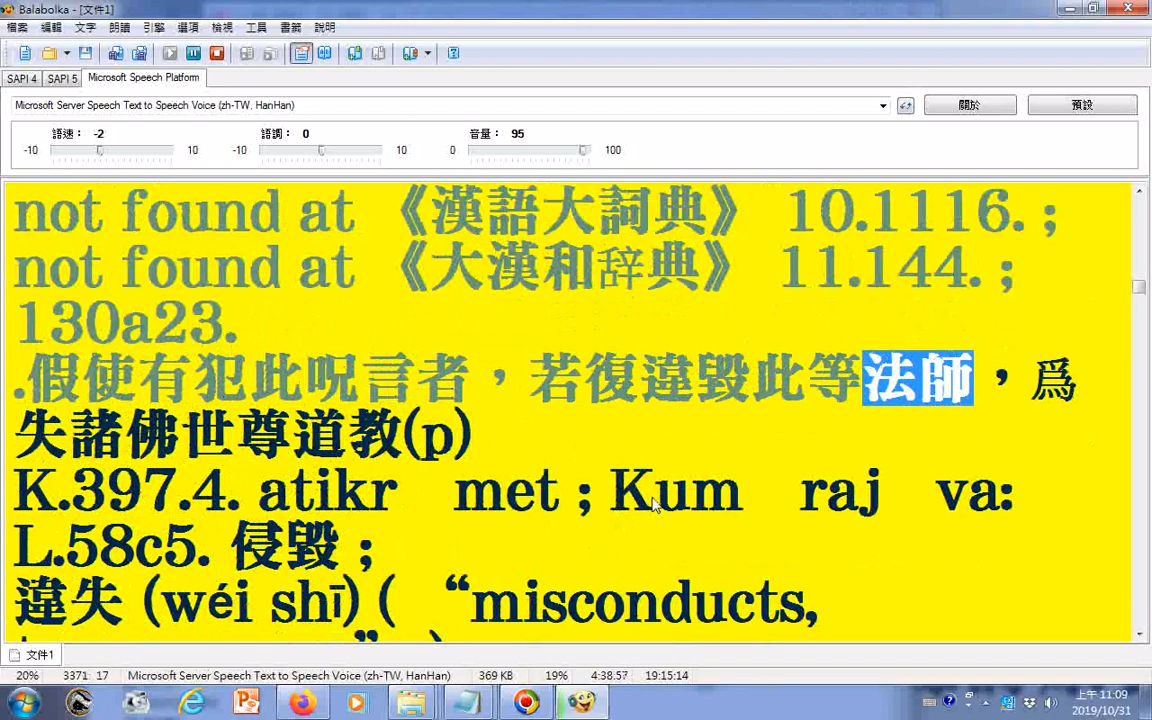 Balabolka - [文件1]
檔案 編輯 文字 朗讀 引擎 選項 檢視 工具 書籤 說明
SAPI 4 SAPI 5 Microsoft Speech Platform
Microsoft Server Speech Text to Speech Voice (zh-TW, HanHan) 關於 預設
語速： -2 語調： 0 音量： 95
-10 10 -10 10 0 100
not found at 《漢語大詞典》 10.1116. ;
not found at 《大漢和辞典》 11.144. ;
130a23.
.假使有犯此呪言者，若復違毀此等法師，爲
失諸佛世尊道教(p)
K.397.4. atikr met ; Kum raj va:
L.58c5. 侵毀 ;
違失 (wéi shī) ( “misconducts,
文件1
20% 3371: 17 Microsoft Server Speech Text to Speech Voice (zh-TW, HanHan) 369 KB 19% 4:38.57 19:15:14
上午 11:09
2019/10/31